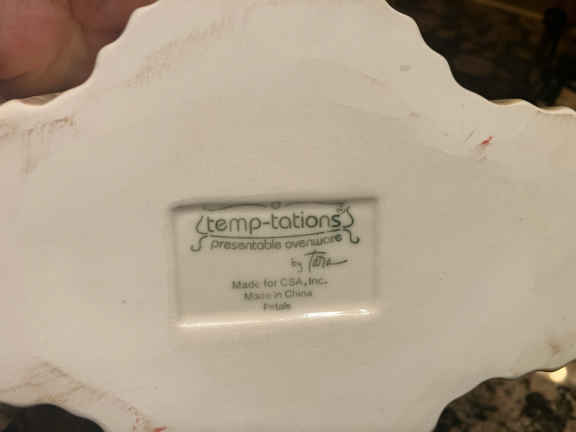 temp-tations®
presentable ovenware
by Tara
Made for CSA, Inc.
Made in China
Petals